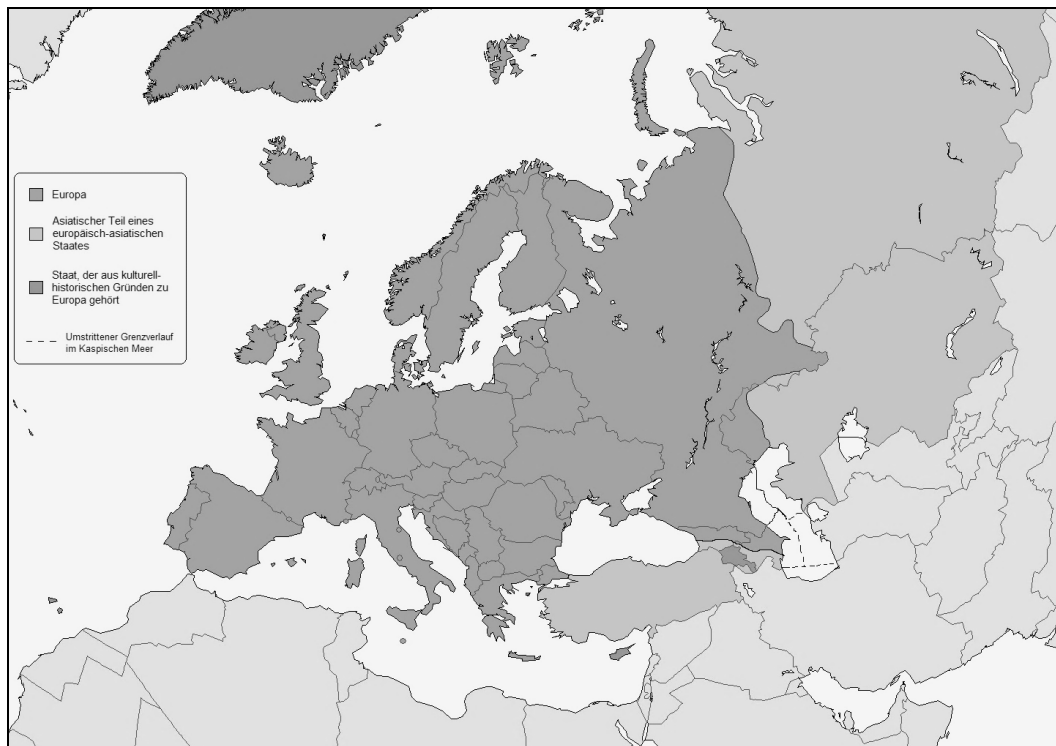 Europa
Asiatischer Teil eines
europäisch-asiatischen
Staates
Staat, der aus kulturell-
historischen Gründen zu
Europa gehört
Umstrittener Grenzverlauf
im Kaspischen Meer